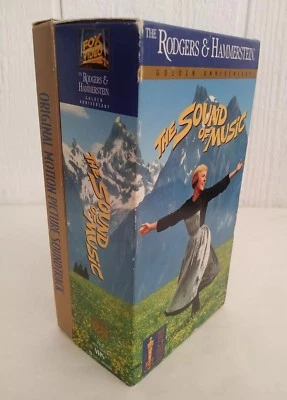 ORIGINAL MOTION PICTURE SOUNDTRACK
FOX
VIDEO
THE
RODGERS &
HAMMERSTEIN
GOLDEN ANNIVERSARY
THE SOUND
OF MUSIC
VHS
THE RODGERS & HAMMERSTEIN
GOLDEN ANNIVERSARY
THE SOUND
OF MUSIC